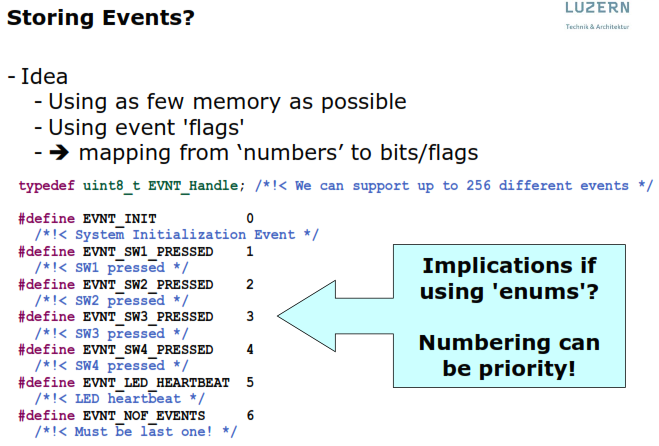 Storing Events?
LUZERN
Technik & Architektur
- Idea
- Using as few memory as possible
- Using event 'flags'
- ➔ mapping from ‘numbers’ to bits/flags
typedef uint8_t EVNT_Handle; /*!< We can support up to 256 different events */
#define EVNT_INIT 0
/*!< System Initialization Event */
#define EVNT_SW1_PRESSED 1
/*!< SW1 pressed */
#define EVNT_SW2_PRESSED 2
/*!< SW2 pressed */
#define EVNT_SW3_PRESSED 3
/*!< SW3 pressed */
#define EVNT_SW4_PRESSED 4
/*!< SW4 pressed */
#define EVNT_LED_HEARTBEAT 5
/*!< LED heartbeat */
#define EVNT_NOF_EVENTS 6
/*!< Must be last one! */
Implications if
using 'enums'?
Numbering can
be priority!